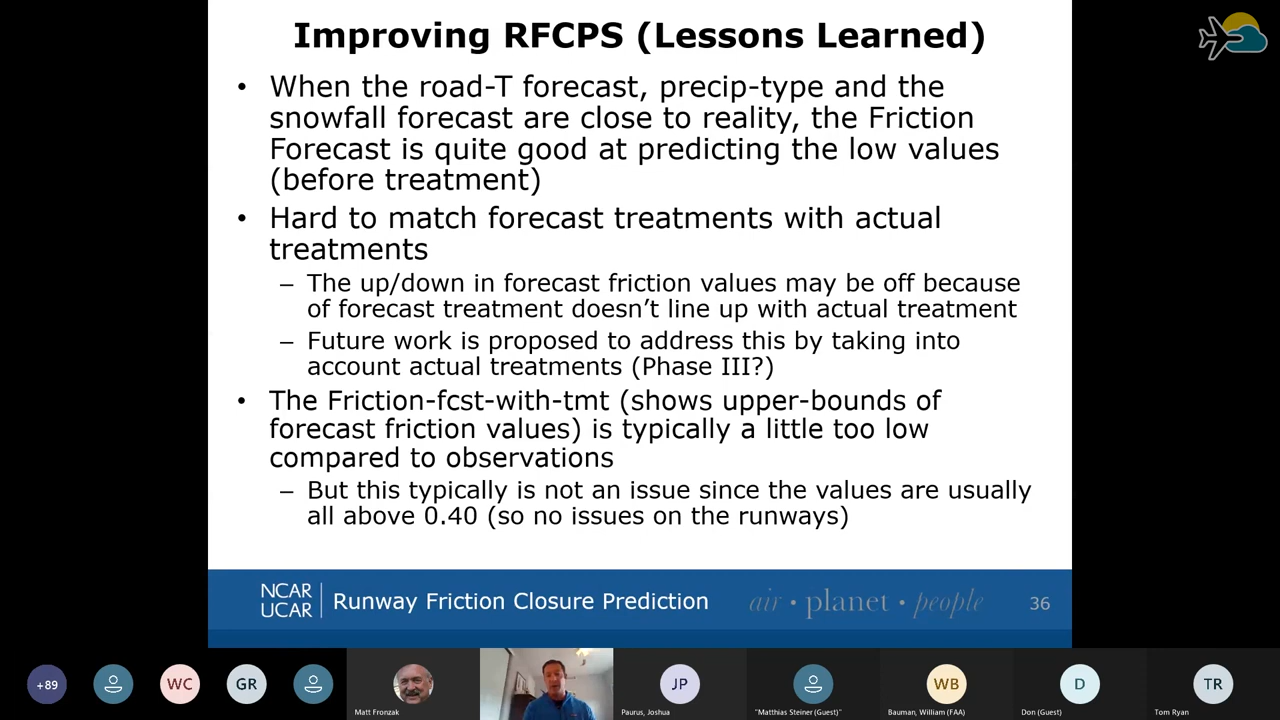 Improving RFCPS (Lessons Learned)
• When the road-T forecast, precip-type and the
snowfall forecast are close to reality, the Friction
Forecast is quite good at predicting the low values
(before treatment)
• Hard to match forecast treatments with actual
treatments
– The up/down in forecast friction values may be off because
of forecast treatment doesn’t line up with actual treatment
– Future work is proposed to address this by taking into
account actual treatments (Phase III?)
• The Friction-fcst-with-tmt (shows upper-bounds of
forecast friction values) is typically a little too low
compared to observations
– But this typically is not an issue since the values are usually
all above 0.40 (so no issues on the runways)
NCAR
UCAR
Runway Friction Closure Prediction
air • planet • people
36
+89
WC
GR
JP
WB
D
TR
Matt Fronzak
Paurus, Joshua
"Matthias Steiner (Guest)"
Bauman, William (FAA)
Don (Guest)
Tom Ryan